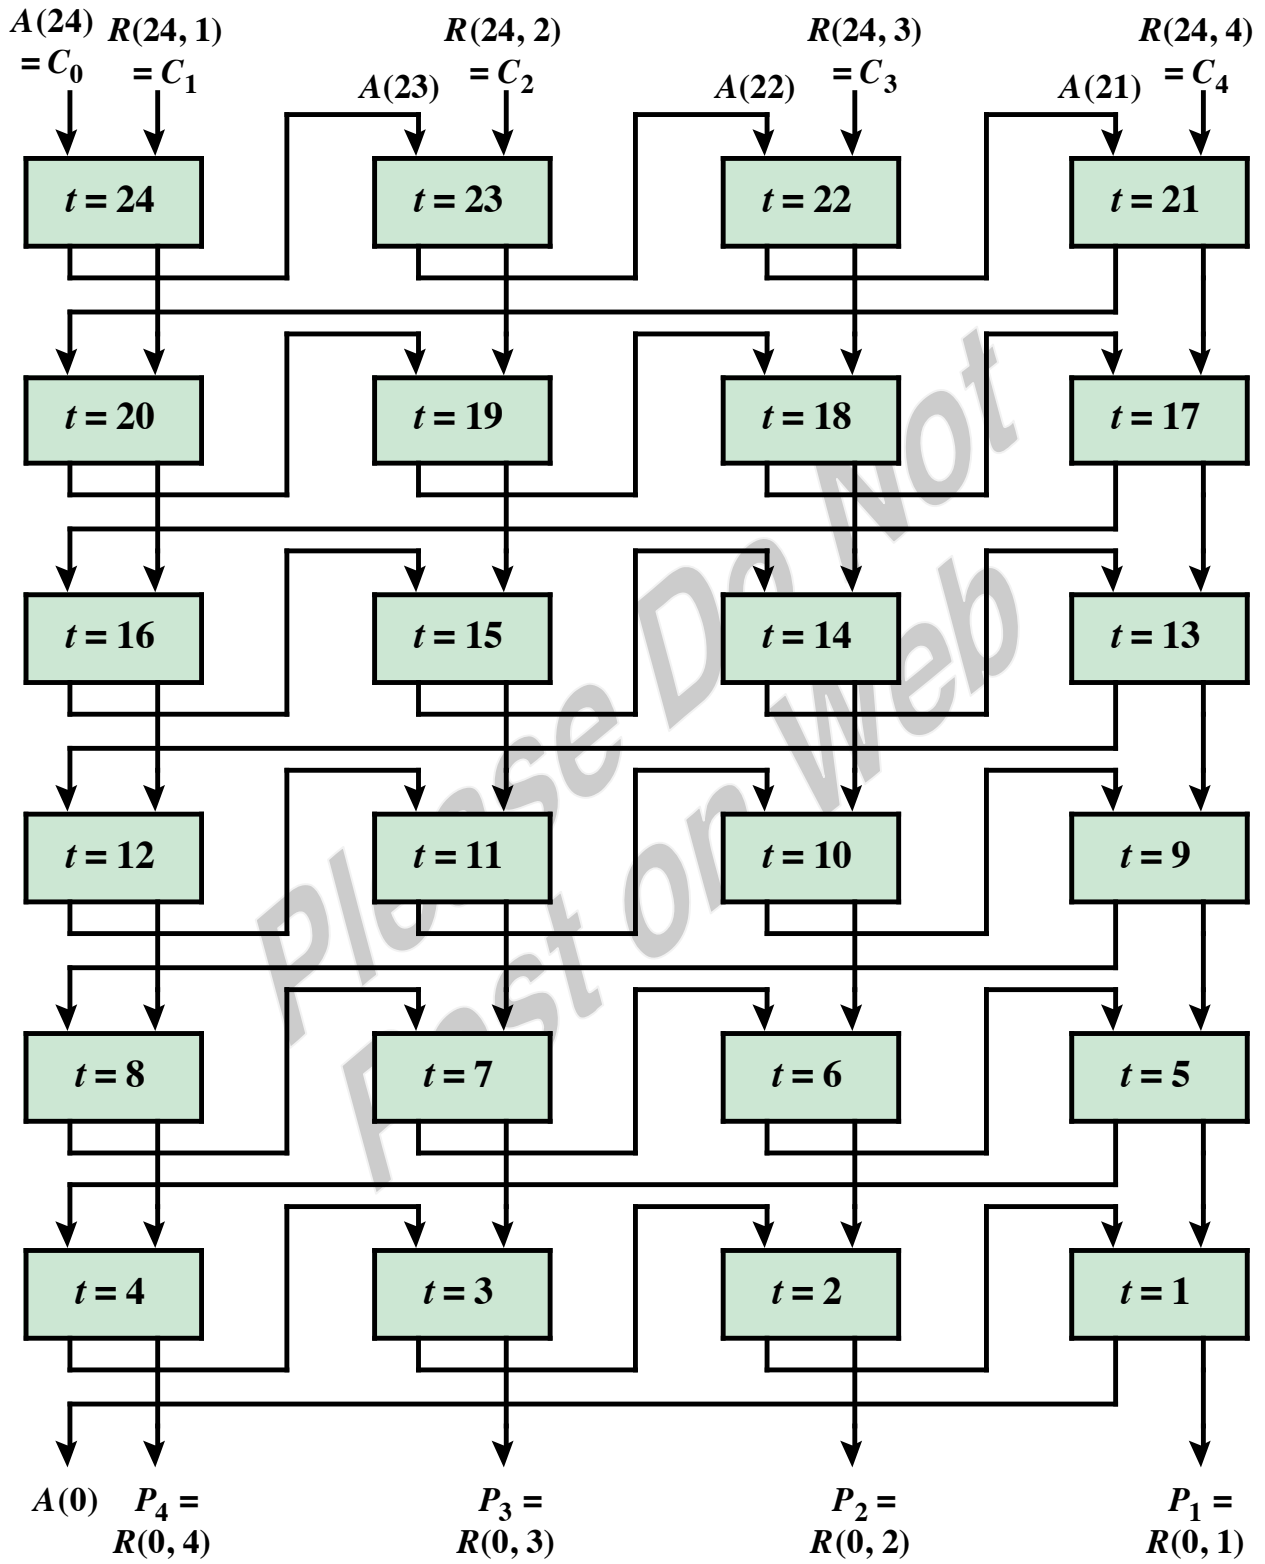 A(24) R(24, 1) R(24, 2) R(24, 3) R(24, 4)
= C0 = C1 A(23) = C2 A(22) = C3 A(21) = C4
t = 24 t = 23 t = 22 t = 21
t = 20 t = 19 t = 18 t = 17
t = 16 t = 15 t = 14 t = 13
t = 12 t = 11 t = 10 t = 9
t = 8 t = 7 t = 6 t = 5
t = 4 t = 3 t = 2 t = 1
A(0) P4 = P3 = P2 = P1 =
R(0, 4) R(0, 3) R(0, 2) R(0, 1)
Please Do Not
Post on Web